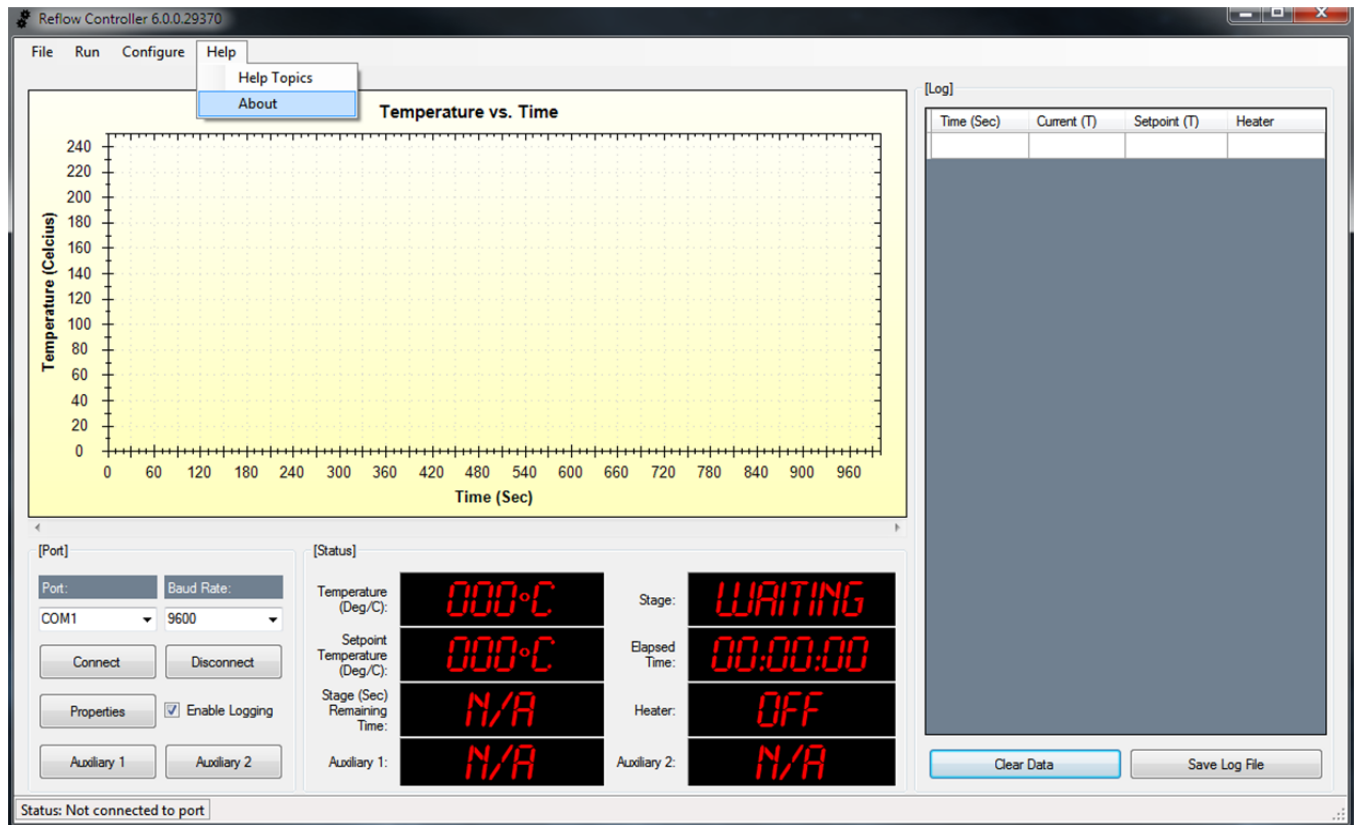 Reflow Controller 6.0.0.29370
File Run Configure Help
Help Topics
About
Temperature vs. Time
Temperature (Celcius)
240
220
200
180
160
140
120
100
80
60
40
20
0
0 60 120 180 240 300 360 420 480 540 600 660 720 780 840 900 960
Time (Sec)
[Log]
Time (Sec) Current (T) Setpoint (T) Heater
[Port]
Port: Baud Rate:
COM1 9600
Connect Disconnect
Properties Enable Logging
Auxiliary 1 Auxiliary 2
[Status]
Temperature
(Deg/C):
000°C
Stage:
WAITING
Setpoint
Temperature
(Deg/C):
000°C
Elapsed
Time:
00:00:00
Stage (Sec)
Remaining
Time:
N/A
Heater:
OFF
Auxiliary 1:
N/A
Auxiliary 2:
N/A
Clear Data Save Log File
Status: Not connected to port